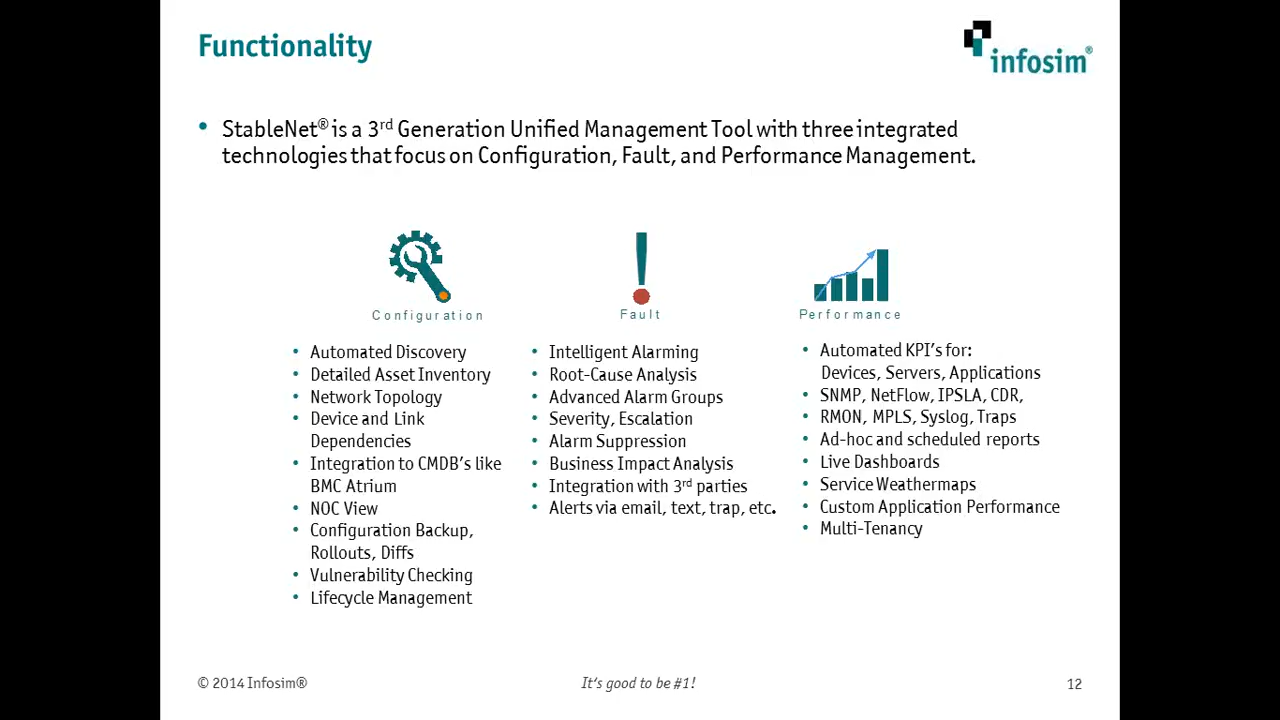 Functionality
infosim®
• StableNet® is a 3rd Generation Unified Management Tool with three integrated
technologies that focus on Configuration, Fault, and Performance Management.
Configuration
• Automated Discovery
• Detailed Asset Inventory
• Network Topology
• Device and Link
Dependencies
• Integration to CMDB's like
BMC Atrium
• NOC View
• Configuration Backup,
Rollouts, Diffs
• Vulnerability Checking
• Lifecycle Management
Fault
• Intelligent Alarming
• Root-Cause Analysis
• Advanced Alarm Groups
• Severity, Escalation
• Alarm Suppression
• Business Impact Analysis
• Integration with 3rd parties
• Alerts via email, text, trap, etc.
Performance
• Automated KPI's for:
Devices, Servers, Applications
• SNMP, NetFlow, IPSLA, CDR,
• RMON, MPLS, Syslog, Traps
• Ad-hoc and scheduled reports
• Live Dashboards
• Service Weathermaps
• Custom Application Performance
• Multi-Tenancy
© 2014 Infosim®
It's good to be #1!
12